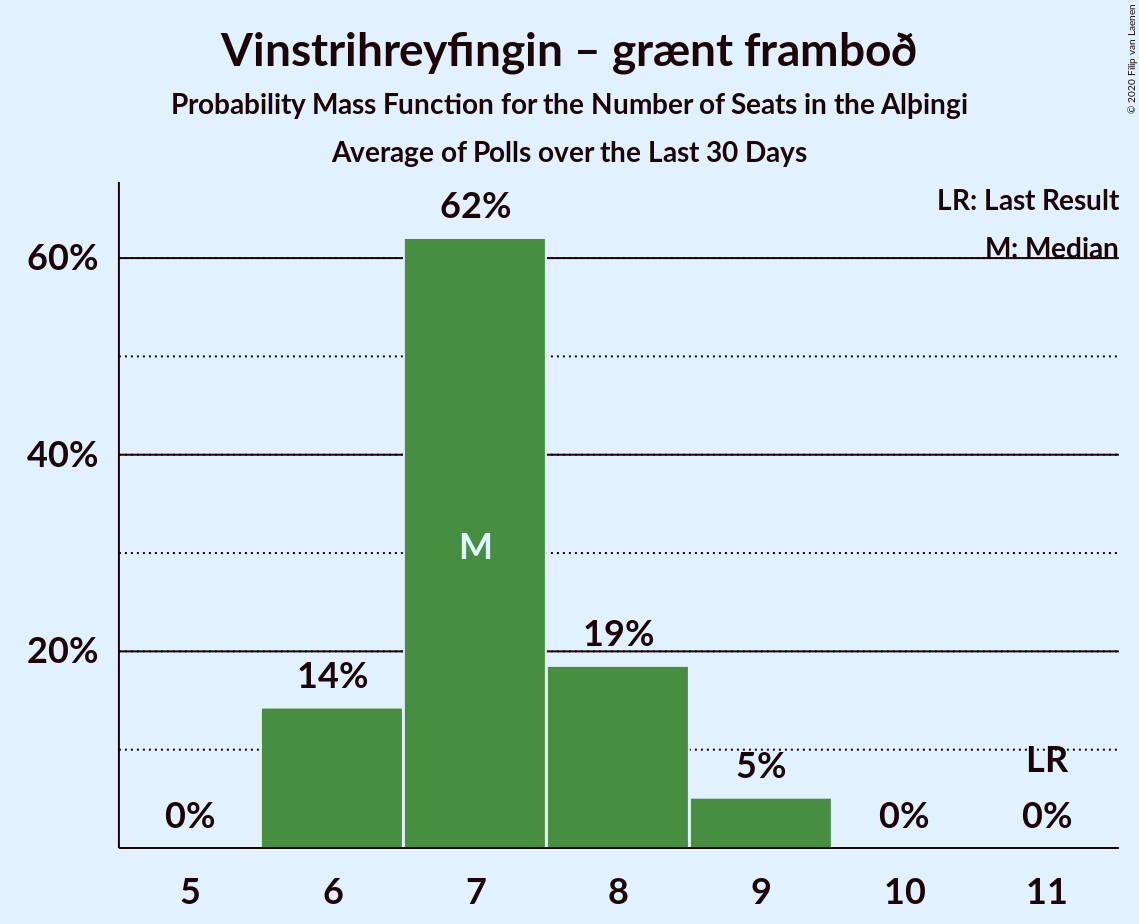 Vinstrihreyfingin – grænt framboð
Probability Mass Function for the Number of Seats in the Alþingi
Average of Polls over the Last 30 Days
© 2020 Filip van Laenen
LR: Last Result
M: Median
62%
60%
40%
M
20%
19%
14%
5%
LR
0%
0%
0%
5 6 7 8 9 10 11